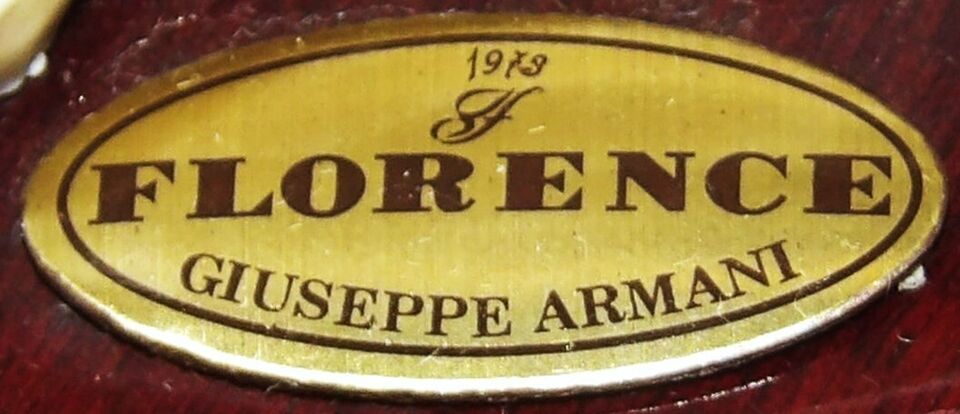 1973
F
FLORENCE
GIUSEPPE ARMANI